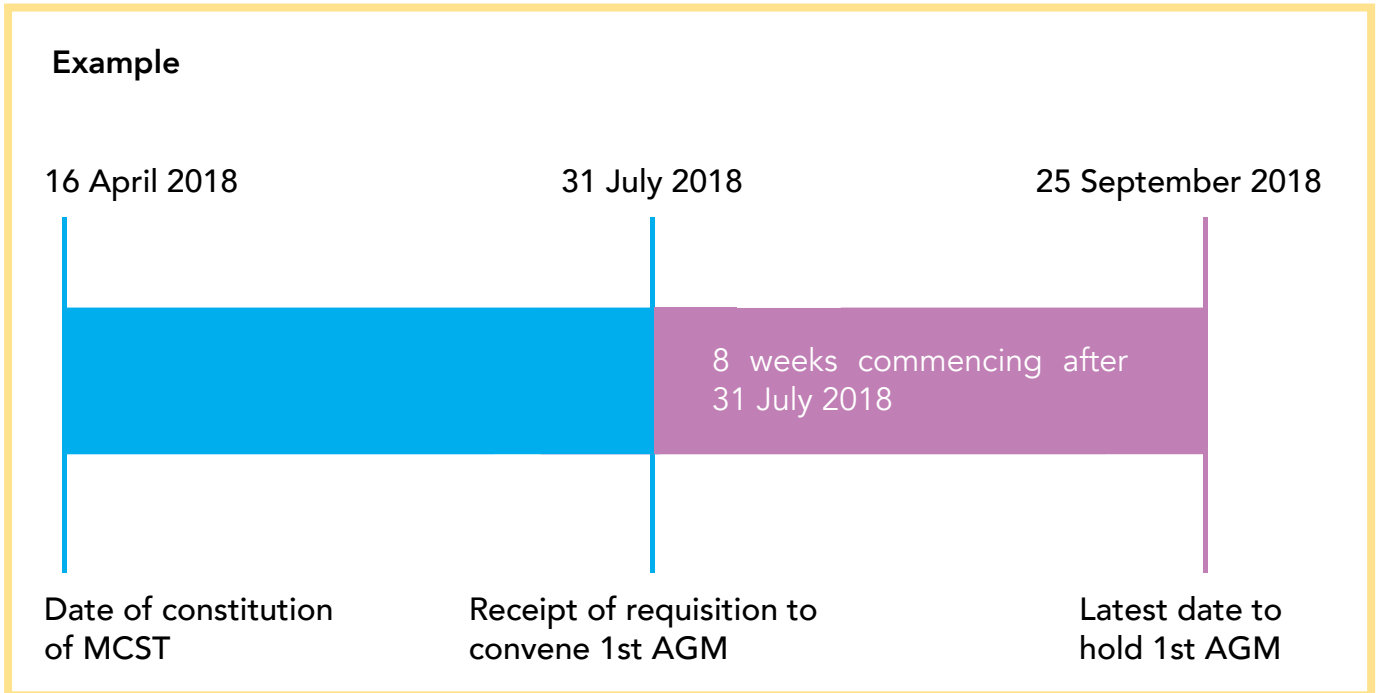 Example
16 April 2018
31 July 2018
25 September 2018
8 weeks commencing after
31 July 2018
Date of constitution
of MCST
Receipt of requisition to
convene 1st AGM
Latest date to
hold 1st AGM